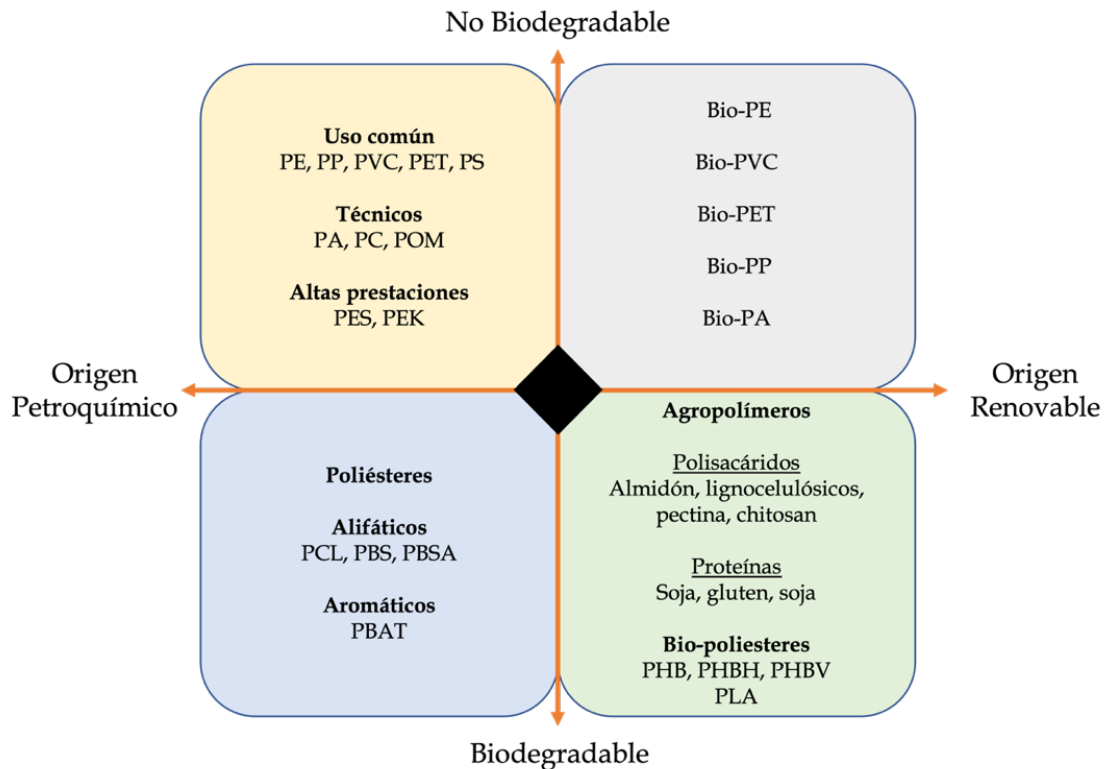 No Biodegradable
Uso común
PE, PP, PVC, PET, PS
Técnicos
PA, PC, POM
Altas prestaciones
PES, PEK
Bio-PE
Bio-PVC
Bio-PET
Bio-PP
Bio-PA
Origen
Petroquímico
Origen
Renovable
Poliésteres
Alifáticos
PCL, PBS, PBSA
Aromáticos
PBAT
Agropolímeros
Polisacáridos
Almidón, lignocelulósicos,
pectina, chitosan
Proteínas
Soja, gluten, soja
Bio-poliesteres
PHB, PHBH, PHBV
PLA
Biodegradable